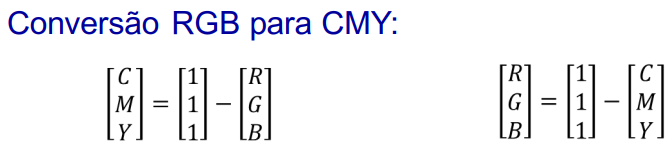 Conversão RGB para CMY:
[C M Y] = [1 1 1] − [R G B]
[R G B] = [1 1 1] − [C M Y]